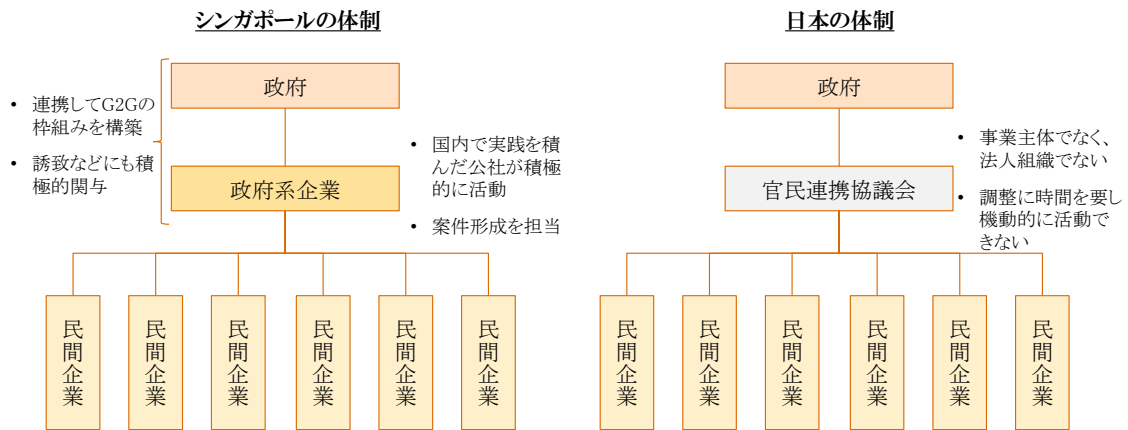 シンガポールの体制
政府
• 連携してG2Gの
枠組みを構築
• 誘致などにも積
極的関与
政府系企業
• 国内で実践を積
んだ公社が積極
的に活動
• 案件形成を担当
民間企業
民間企業
民間企業
民間企業
民間企業
民間企業
日本の体制
政府
官民連携協議会
• 事業主体でなく、
法人組織でない
• 調整に時間を要し
機動的に活動で
きない
民間企業
民間企業
民間企業
民間企業
民間企業
民間企業